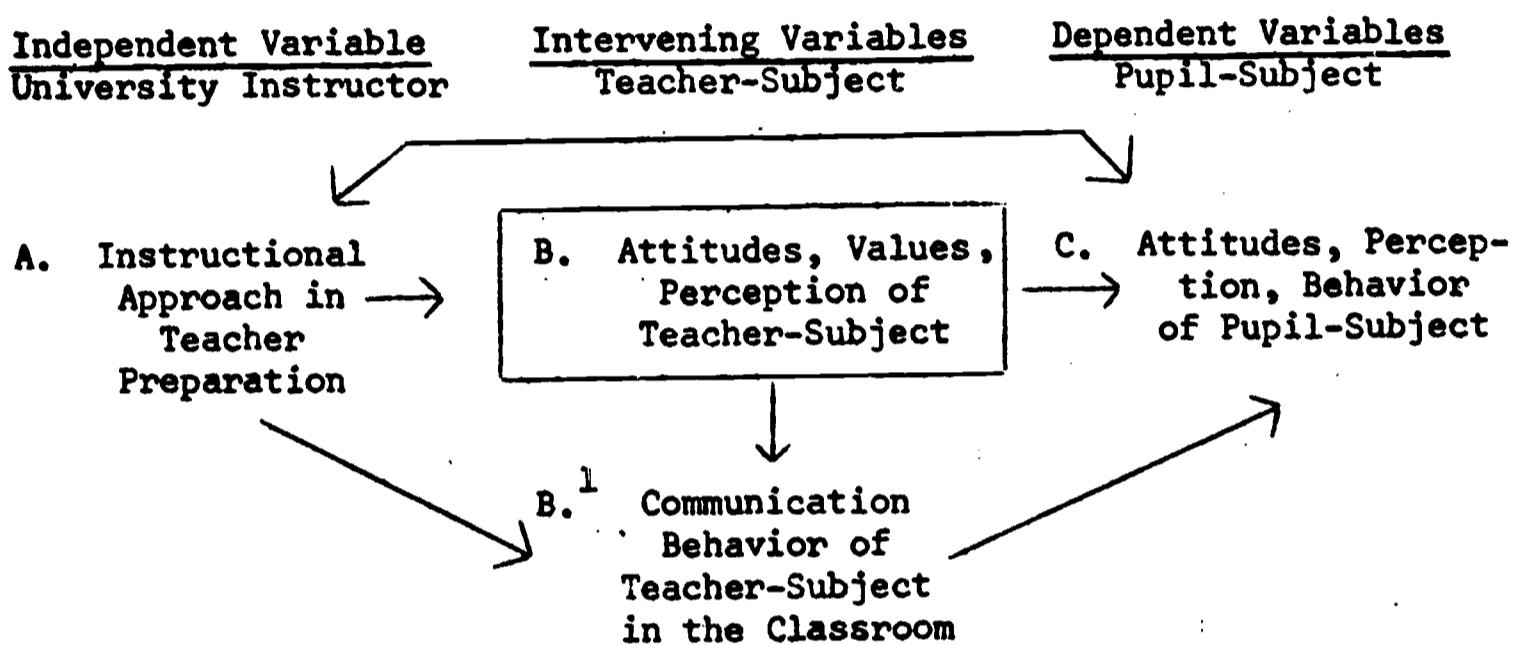 Independent Variable
University Instructor
Intervening Variables
Teacher-Subject
Dependent Variables
Pupil-Subject
A. Instructional
Approach in
Teacher
Preparation
B. Attitudes, Values,
Perception of
Teacher-Subject
C. Attitudes, Percep-
tion, Behavior
of Pupil-Subject
B.1 Communication
Behavior of
Teacher-Subject
in the Classroom